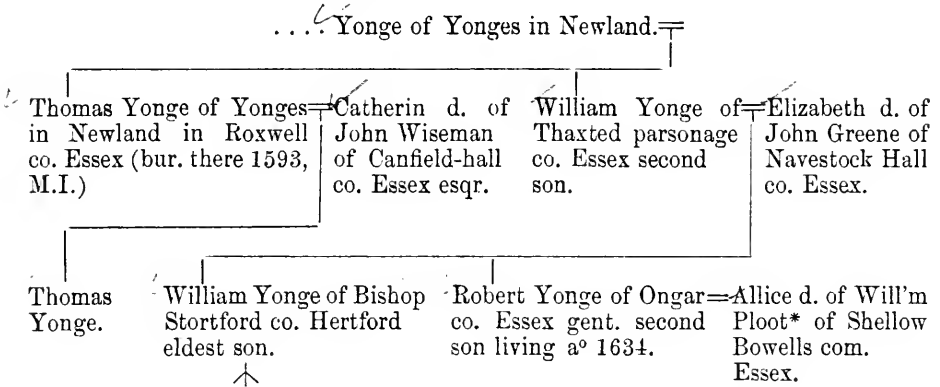 .... Yonge of Yonges in Newland.
Thomas Yonge of Yonges
in Newland in Roxwell
co. Essex (bur. there 1593,
M.I.)
Catherin d. of
John Wiseman
of Canfield-hall
co. Essex esqr.
William Yonge of
Thaxted parsonage
co. Essex second
son.
Elizabeth d. of
John Greene of
Navestock Hall
co. Essex.
Thomas
Yonge.
William Yonge of Bishop
Stortford co. Hertford
eldest son.
Robert Yonge of Ongar
co. Essex gent. second
son living aº 1634.
Allice d. of Will'm
Ploot* of Shellow
Bowells com.
Essex.